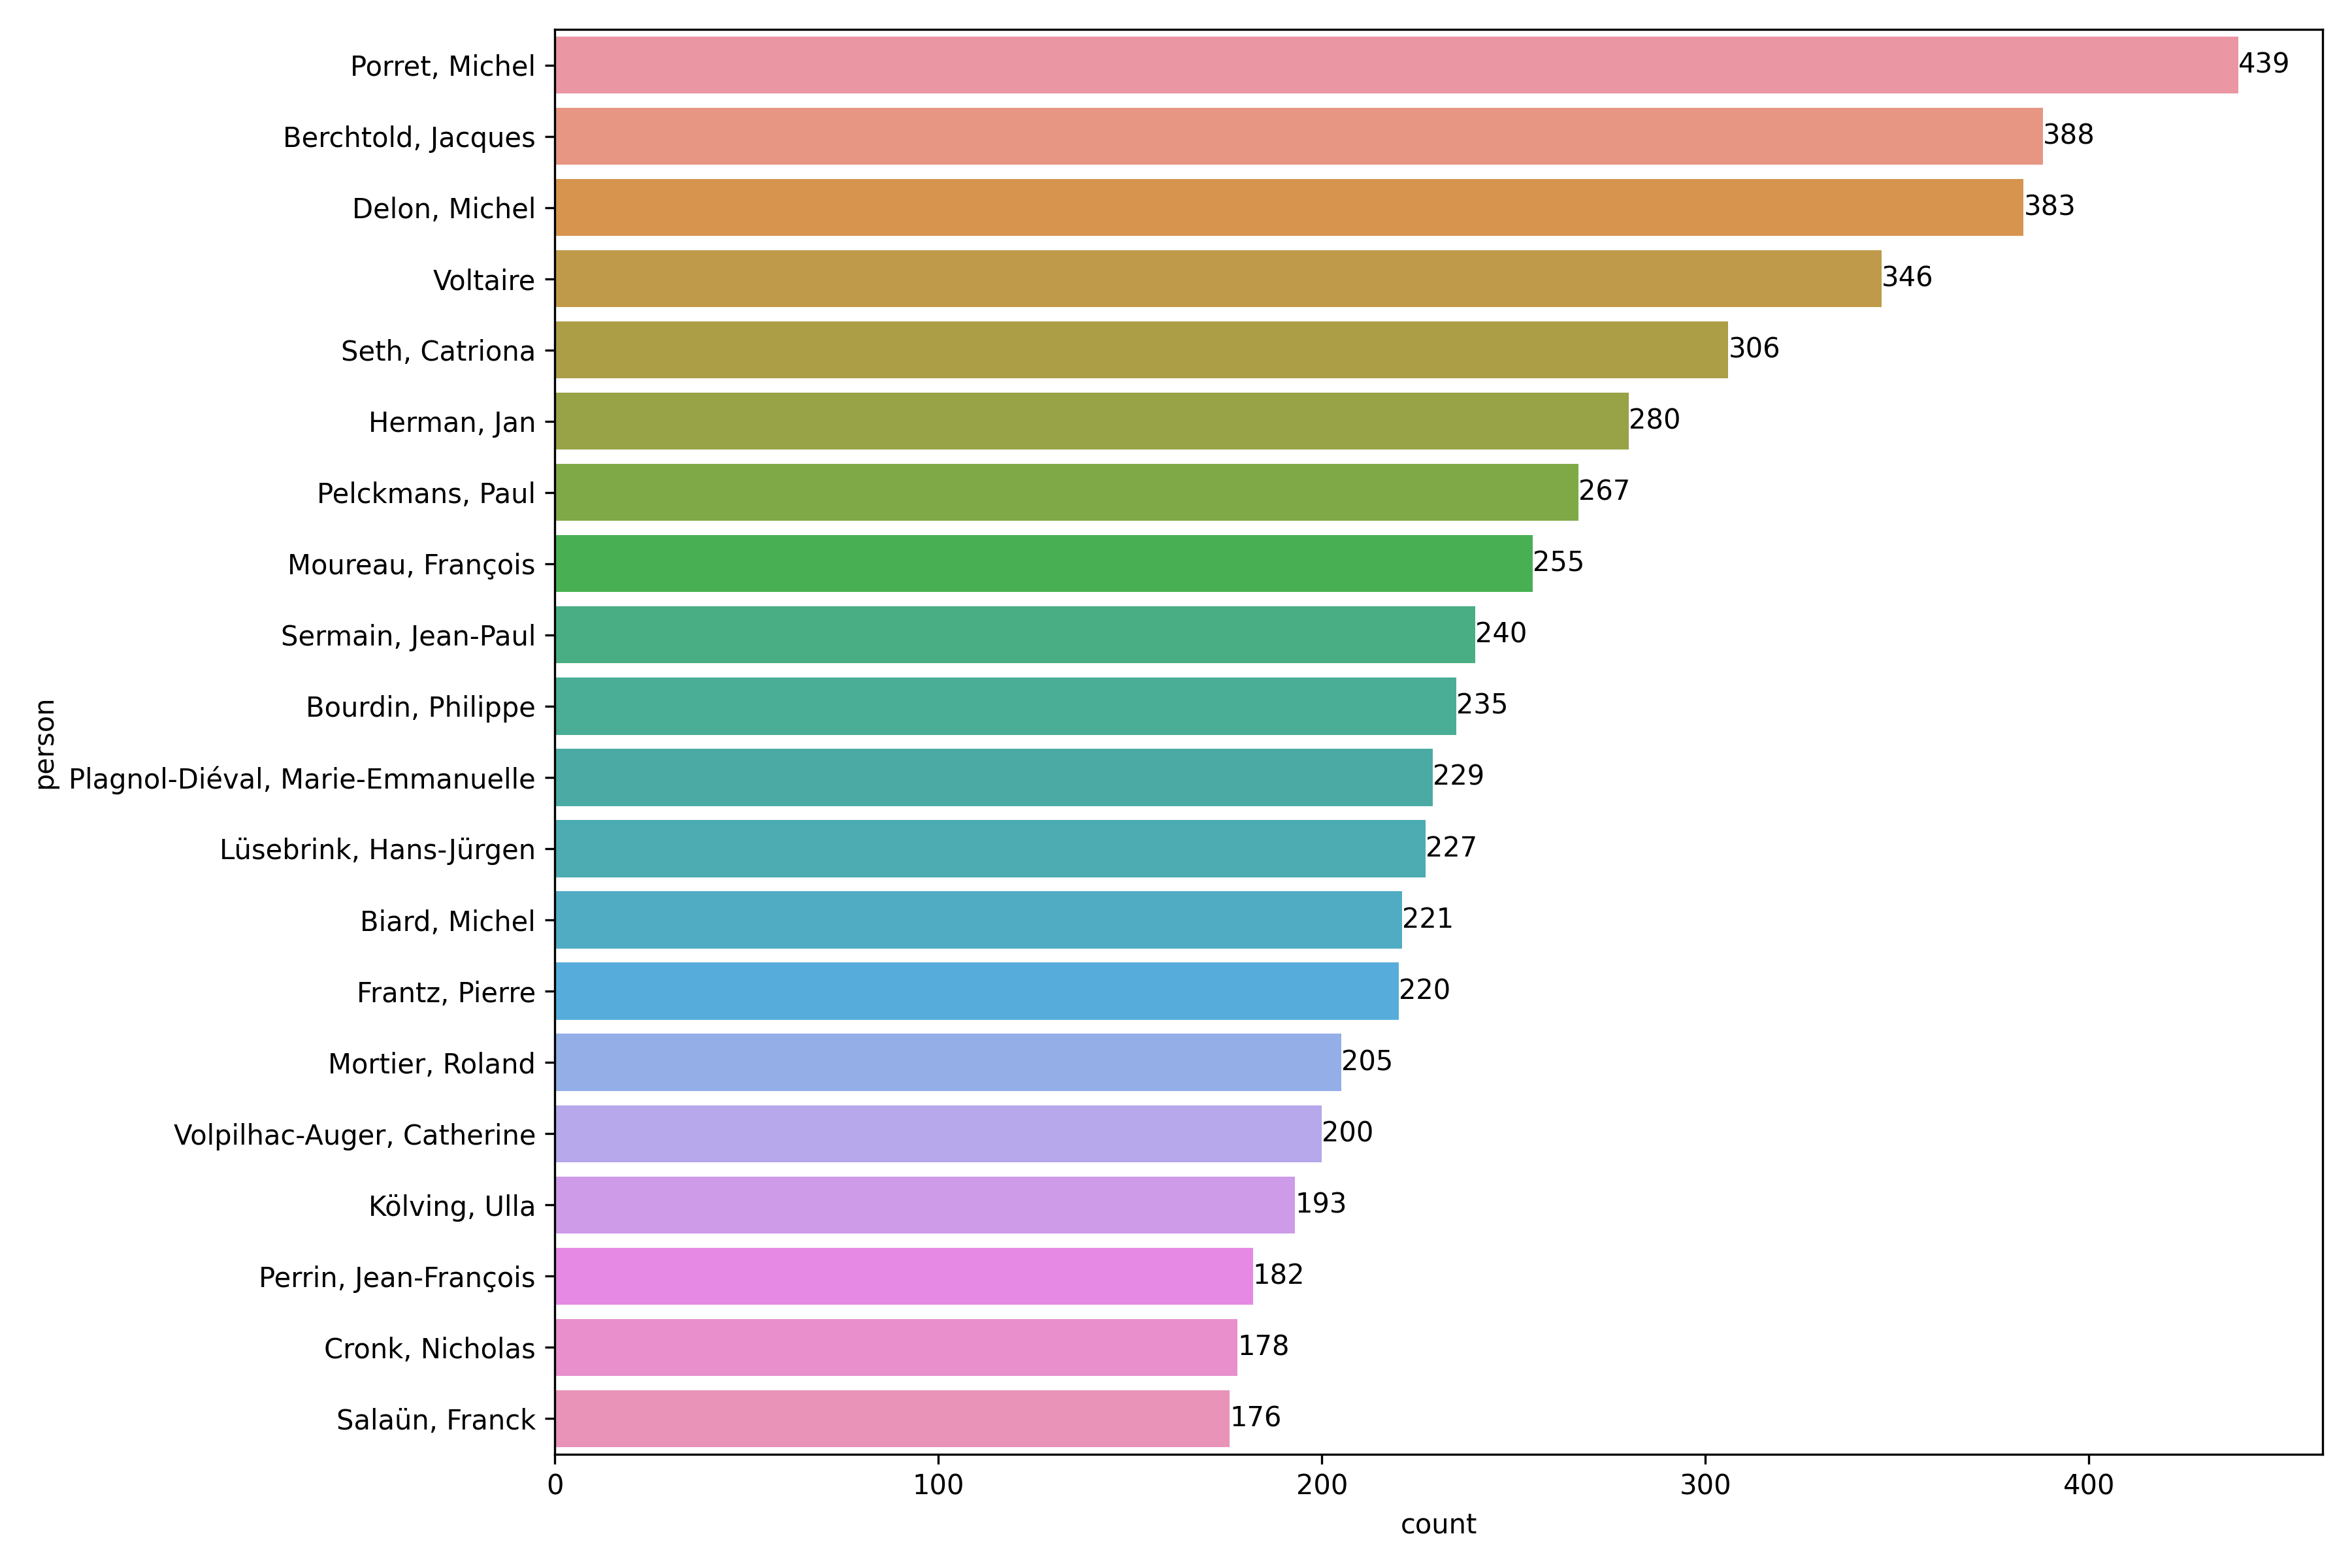 Porret, Michel 439
Berchtold, Jacques 388
Delon, Michel 383
Voltaire 346
Seth, Catriona 306
Herman, Jan 280
Pelckmans, Paul 267
Moureau, François 255
Sermain, Jean-Paul 240
Bourdin, Philippe 235
person
Plagnol-Diéval, Marie-Emmanuelle 229
Lüsebrink, Hans-Jürgen 227
Biard, Michel 221
Frantz, Pierre 220
Mortier, Roland 205
Volpilhac-Auger, Catherine 200
Kölving, Ulla 193
Perrin, Jean-François 182
Cronk, Nicholas 178
Salaün, Franck 176
0 100 200 300 400
count